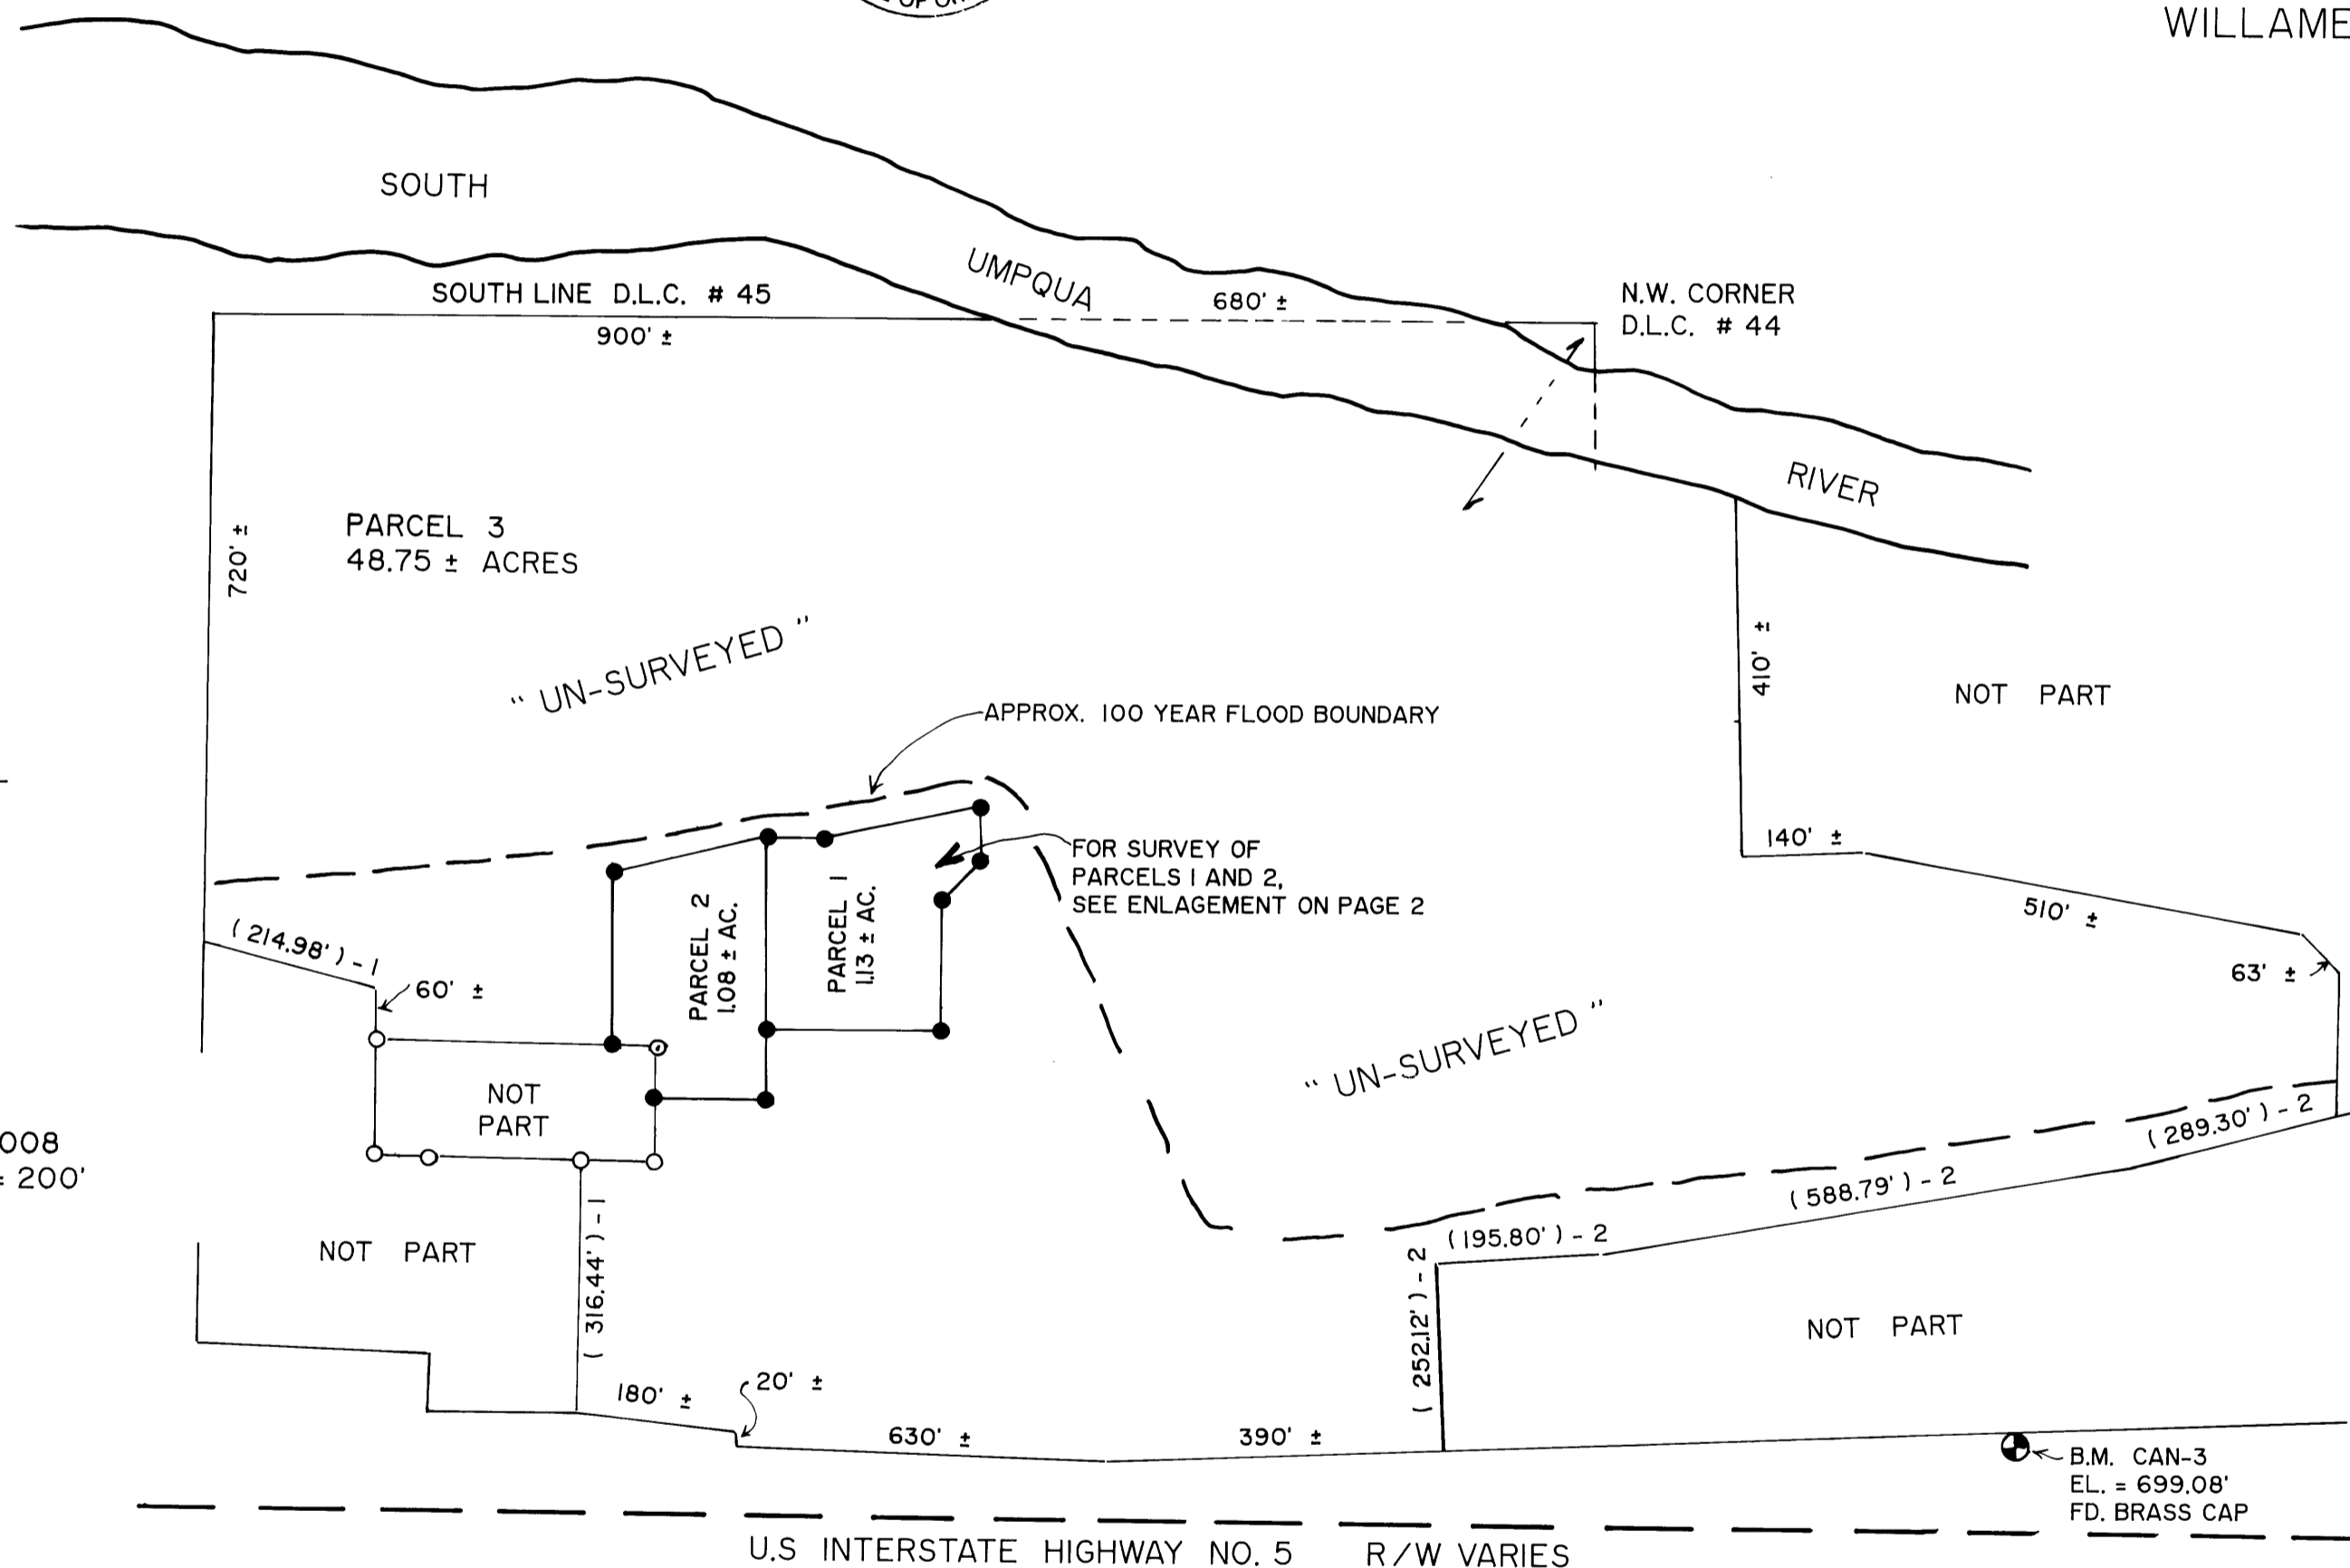 OF
WILLAME
SOUTH
UMPQUA
RIVER
SOUTH LINE D.L.C. # 45
900' ±
680' ±
N.W. CORNER
D.L.C. # 44
720' ±
PARCEL 3
48.75 ± ACRES
" UN-SURVEYED "
410' ±
NOT PART
APPROX. 100 YEAR FLOOD BOUNDARY
140' ±
FOR SURVEY OF
PARCELS 1 AND 2,
SEE ENLAGEMENT ON PAGE 2
510' ±
63' ±
(214.98') - 1
60' ±
PARCEL 2
1.08 ± AC.
PARCEL 1
1.13 ± AC.
" UN-SURVEYED "
NOT
PART
008
= 200'
(289.30') - 2
(588.79') - 2
(195.80') - 2
(252.12') - 2
NOT PART
(316.44') - 1
NOT PART
180' ±
20' ±
630' ±
390' ±
B.M. CAN-3
EL. = 699.08'
FD. BRASS CAP
U.S INTERSTATE HIGHWAY NO. 5 R/W VARIES